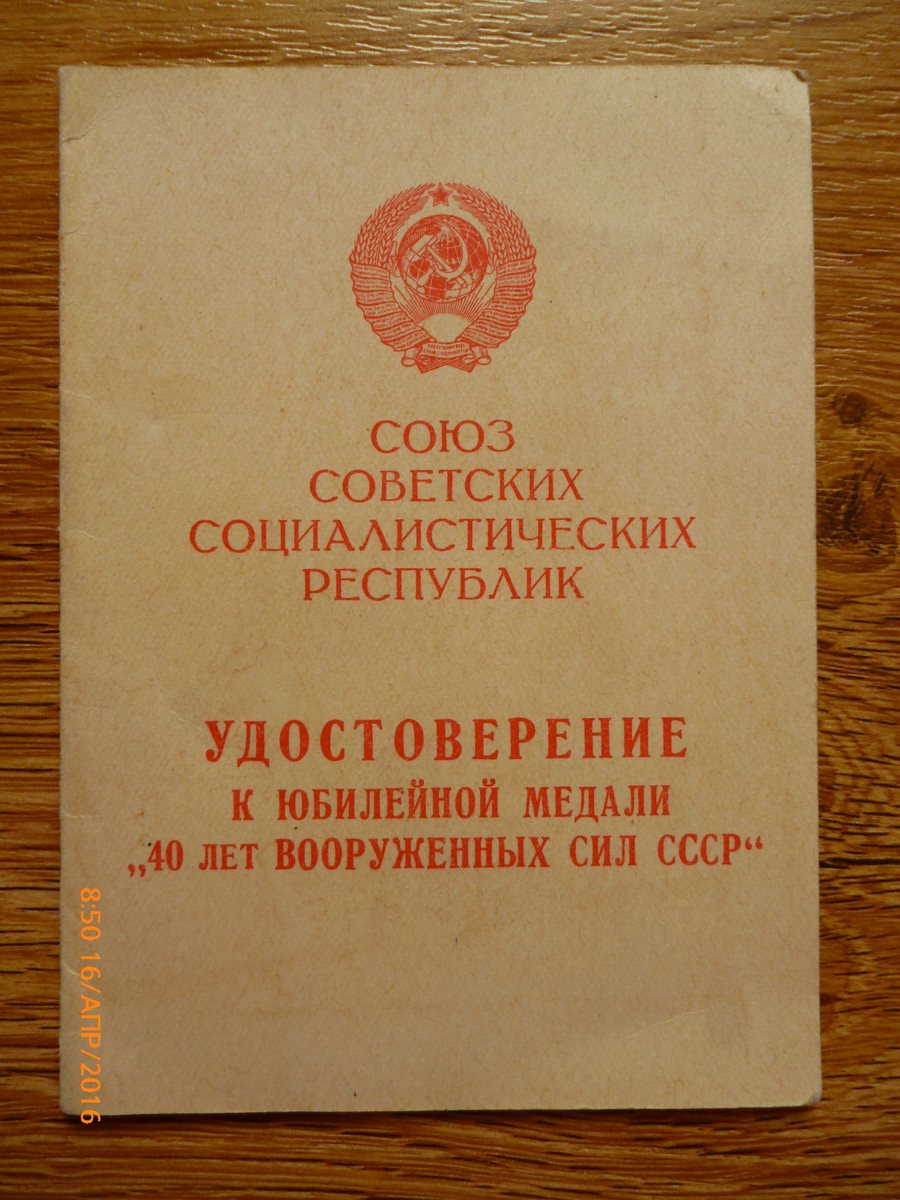 СОЮЗ
СОВЕТСКИХ
СОЦИАЛИСТИЧЕСКИХ
РЕСПУБЛИК
УДОСТОВЕРЕНИЕ
К ЮБИЛЕЙНОЙ МЕДАЛИ
„40 ЛЕТ ВООРУЖЕННЫХ СИЛ СССР“
8:50 16/АПР/2016